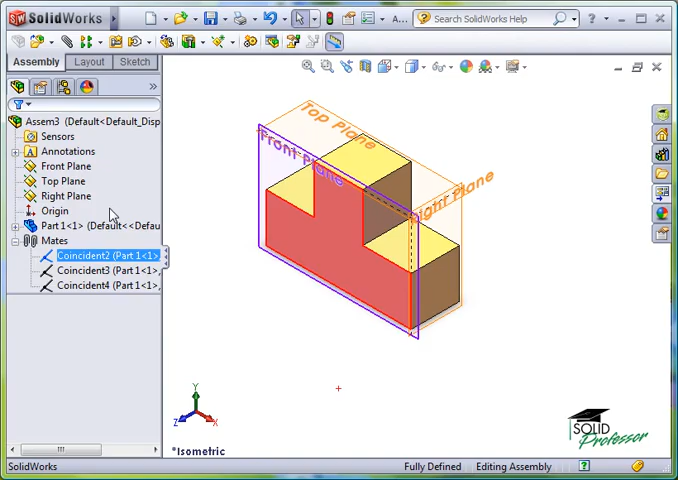 SolidWorks
A...
Search SolidWorks Help
Assembly
Layout
Sketch
Assem3 (Default<Default_Disp
Sensors
Annotations
Front Plane
Top Plane
Right Plane
Origin
Part 1<1> (Default<<Defau
Mates
Coincident2 (Part 1<1>,
Coincident3 (Part 1<1>,
Coincident4 (Part 1<1>,
Top Plane
Front Plane
Right Plane
Y
Z
X
*Isometric
SOLID
Professor
SolidWorks
Fully Defined
Editing Assembly